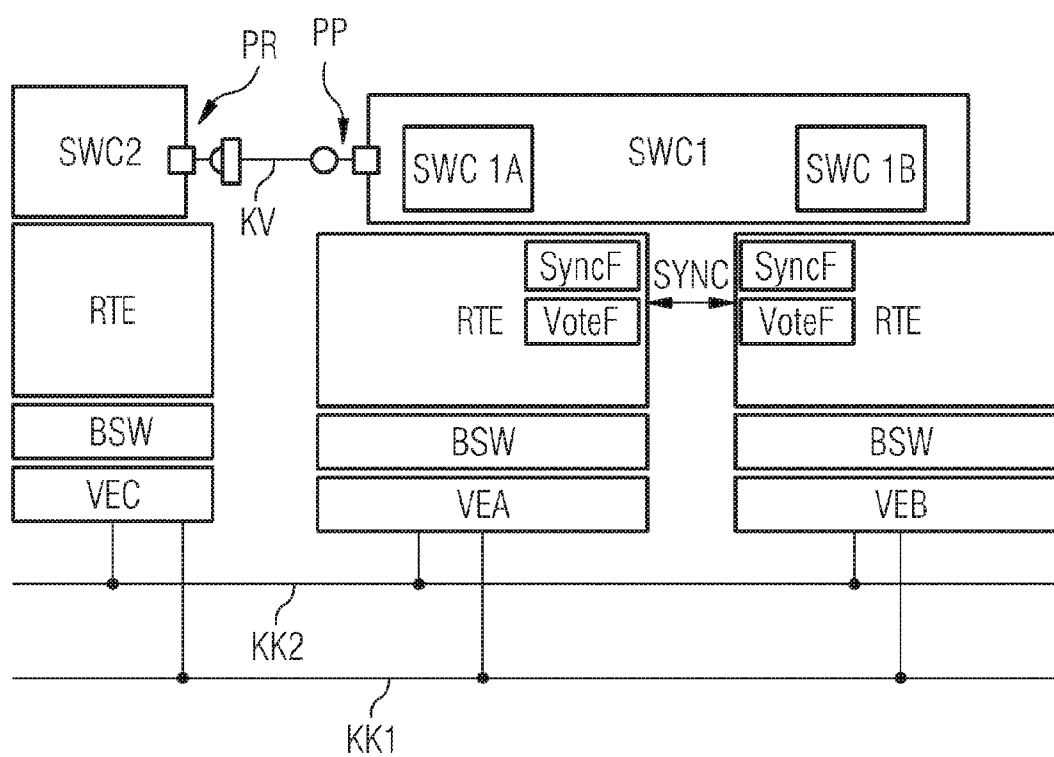 PR
PP
SWC2
SWC 1A
SWC1
SWC 1B
KV
RTE
SyncF
VoteF
RTE
SYNC
SyncF
VoteF
RTE
BSW
BSW
BSW
VEC
VEA
VEB
KK2
KK1